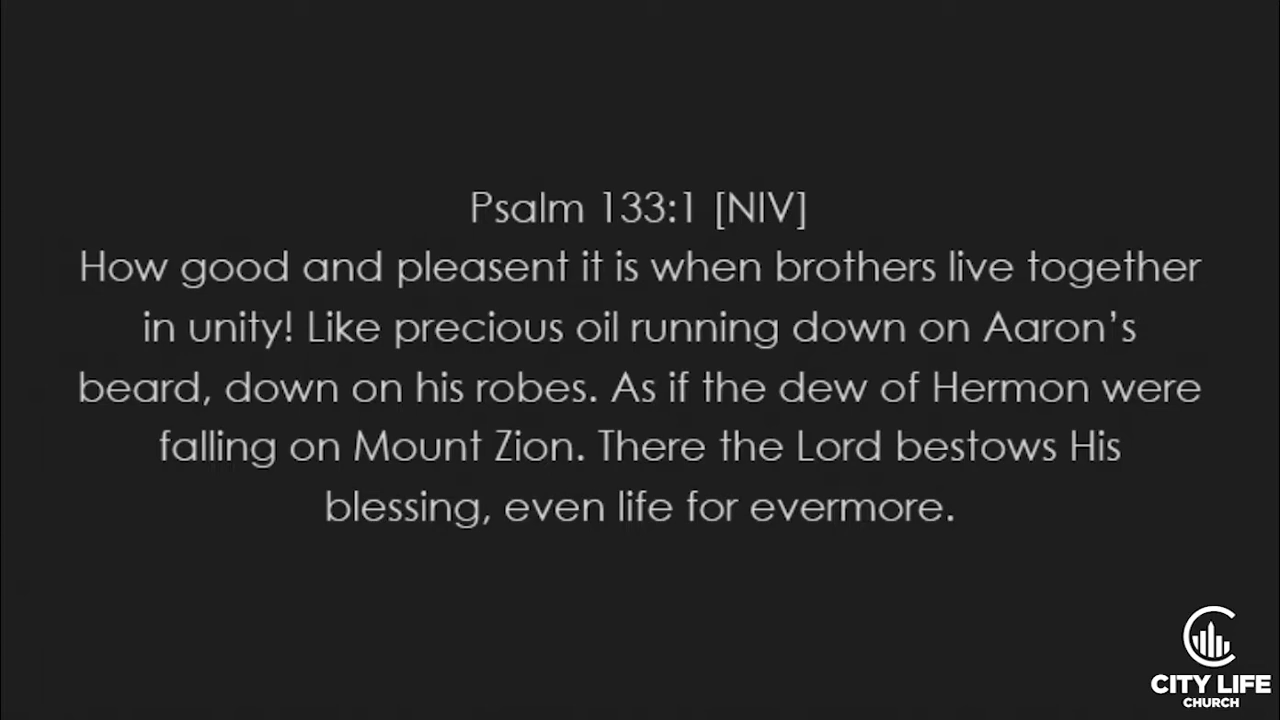 Psalm 133:1 [NIV]
How good and pleasent it is when brothers live together
in unity! Like precious oil running down on Aaron’s
beard, down on his robes. As if the dew of Hermon were
falling on Mount Zion. There the Lord bestows His
blessing, even life for evermore.
CITY LIFE
CHURCH